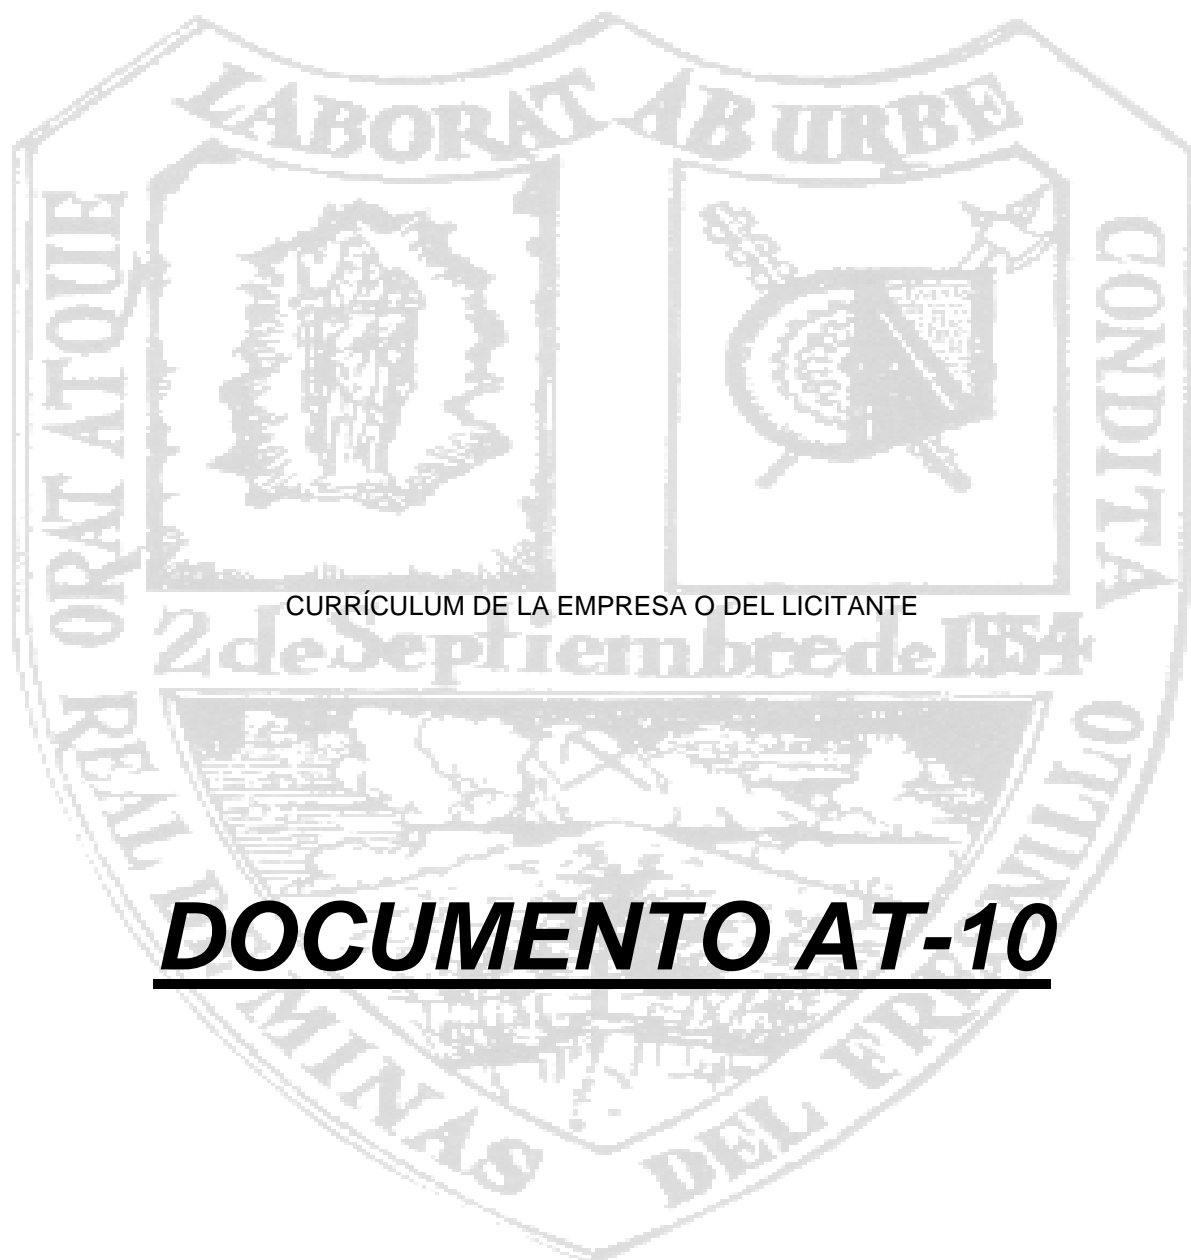 LABORAT AB URBE
CONDITA
ORAT ATQUE
CURRÍCULUM DE LA EMPRESA O DEL LICITANTE
2 de Septiembre de 1554
REAL DE MINAS
DEL FRESNILLO
DOCUMENTO AT-10